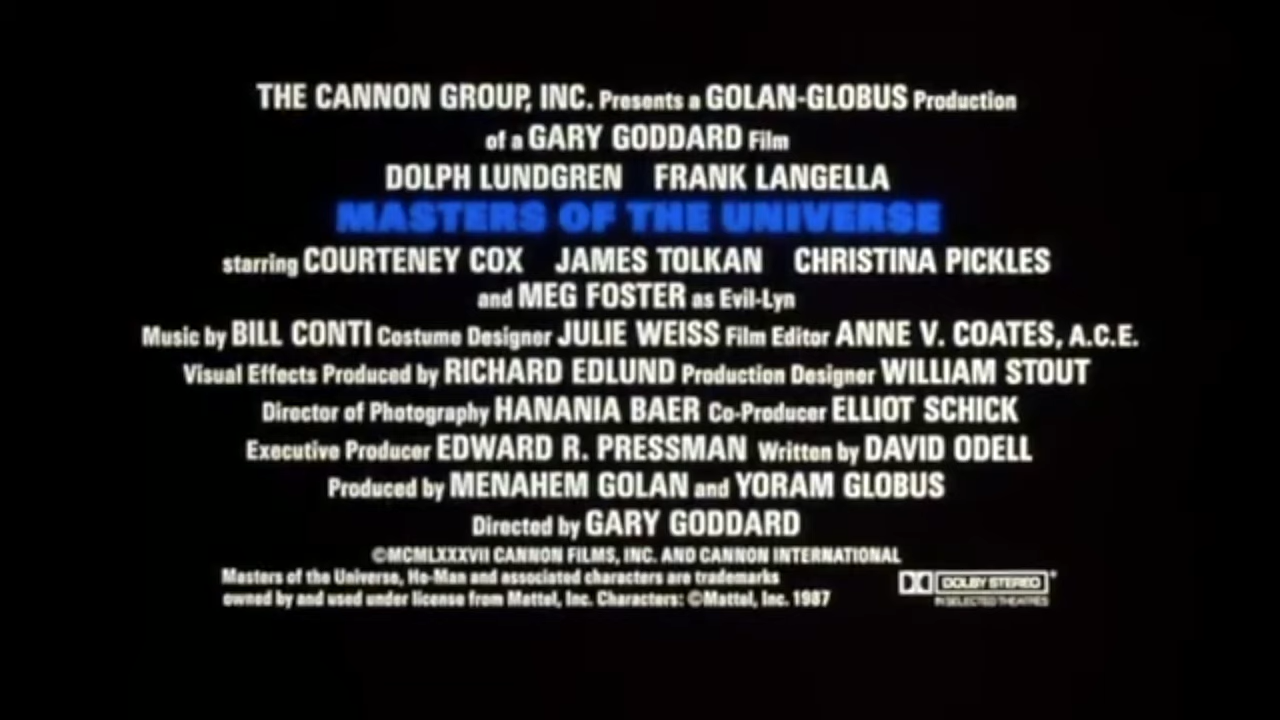 THE CANNON GROUP, INC. Presents a GOLAN-GLOBUS Production
of a GARY GODDARD Film
DOLPH LUNDGREN FRANK LANGELLA
MASTERS OF THE UNIVERSE
starring COURTENEY COX JAMES TOLKAN CHRISTINA PICKLES
and MEG FOSTER as Evil-Lyn
Music by BILL CONTI Costume Designer JULIE WEISS Film Editor ANNE V. COATES, A.C.E.
Visual Effects Produced by RICHARD EDLUND Production Designer WILLIAM STOUT
Director of Photography HANANIA BAER Co-Producer ELLIOT SCHICK
Executive Producer EDWARD R. PRESSMAN Written by DAVID ODELL
Produced by MENAHEM GOLAN and YORAM GLOBUS
Directed by GARY GODDARD
©MCMLXXXVII CANNON FILMS, INC. AND CANNON INTERNATIONAL
Masters of the Universe, He-Man and associated characters are trademarks
owned by and used under license from Mattel, Inc. Characters: ©Mattel, Inc. 1987
DOLBY STEREO
IN SELECTED THEATRES